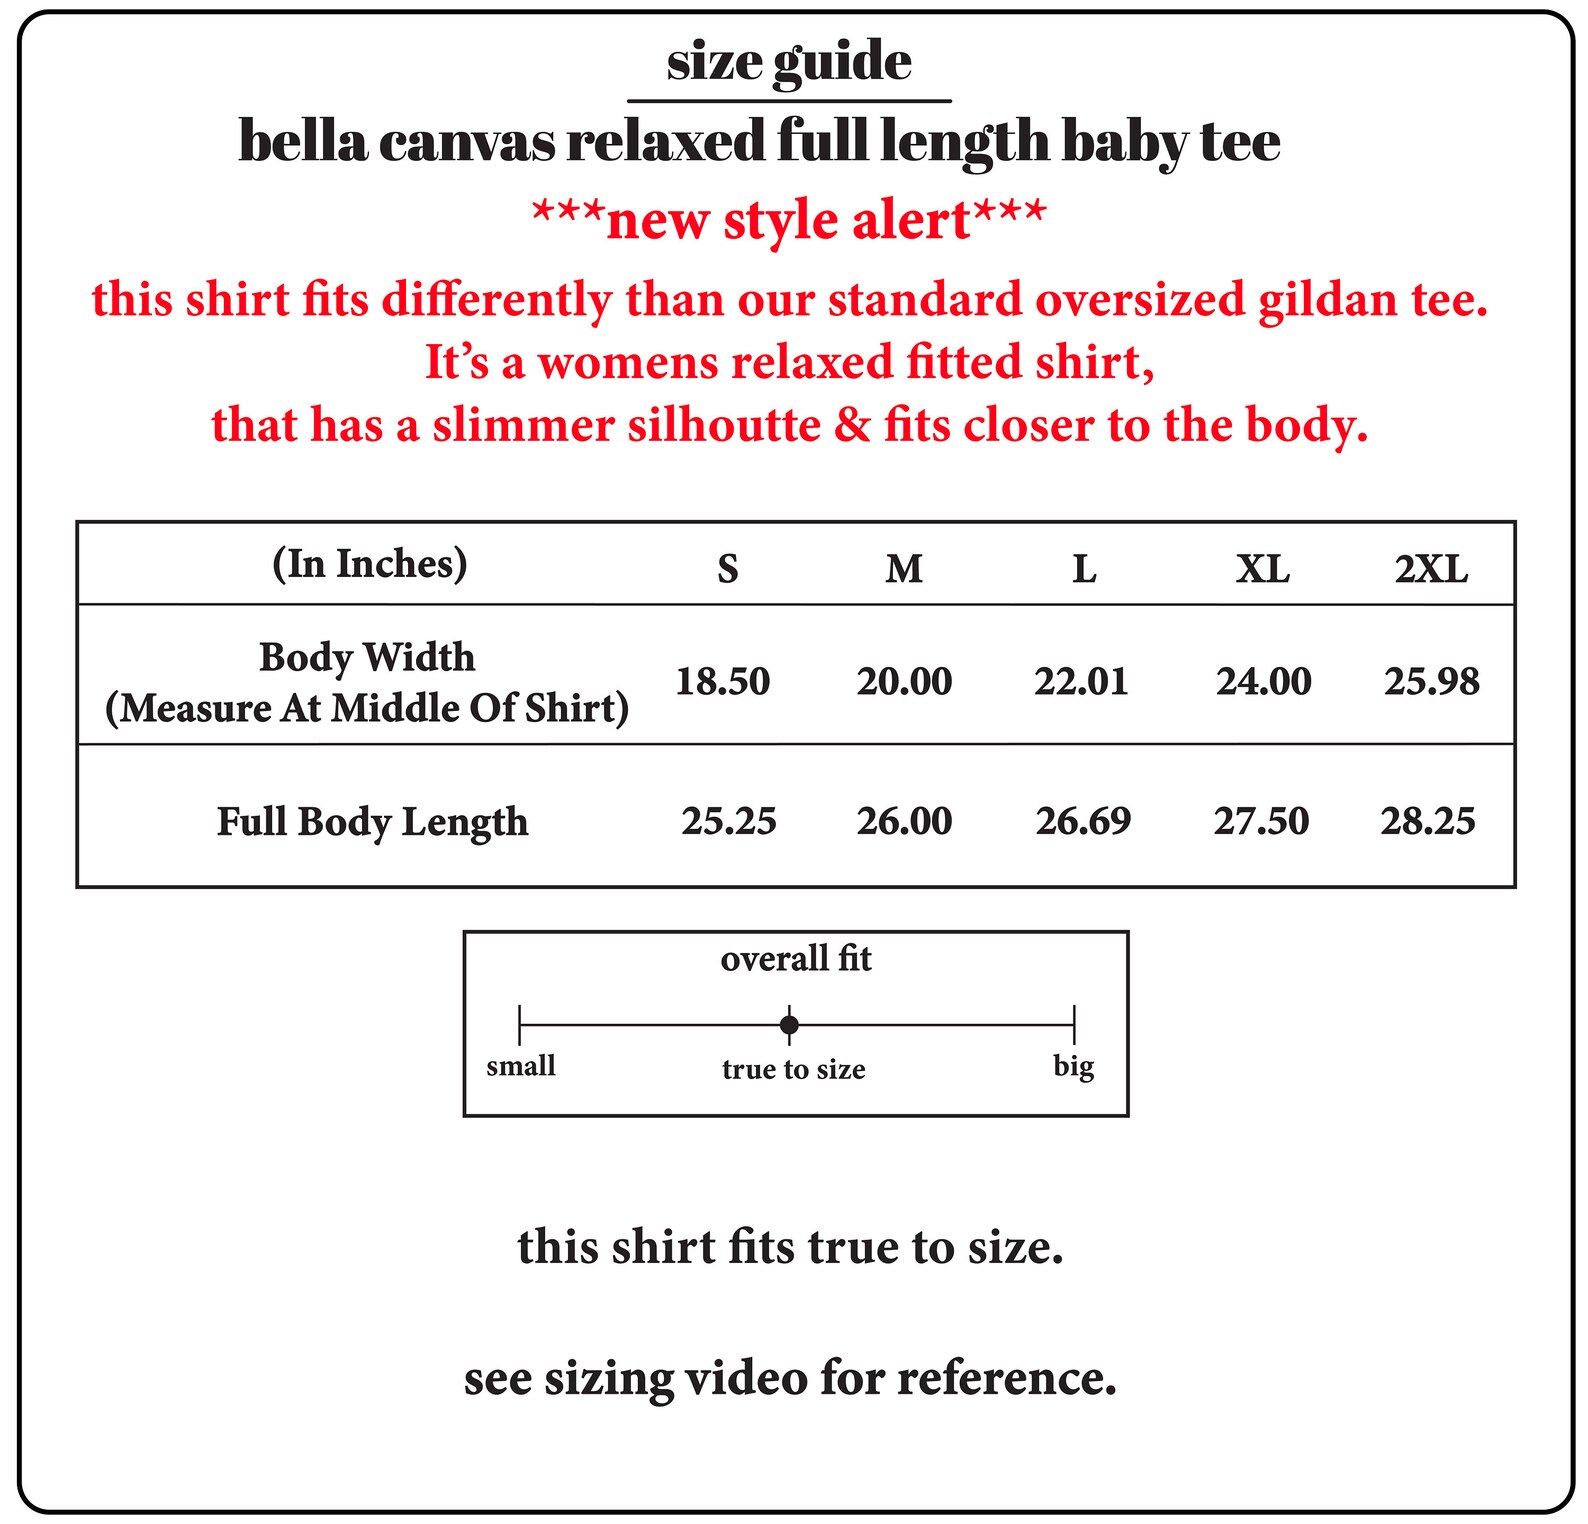 size guide
bella canvas relaxed full length baby tee
***new style alert***
this shirt fits differently than our standard oversized gildan tee.
It’s a womens relaxed fitted shirt,
that has a slimmer silhoutte & fits closer to the body.
(In Inches) S M L XL 2XL
Body Width
(Measure At Middle Of Shirt) 18.50 20.00 22.01 24.00 25.98
Full Body Length 25.25 26.00 26.69 27.50 28.25
overall fit
small true to size big
this shirt fits true to size.
see sizing video for reference.